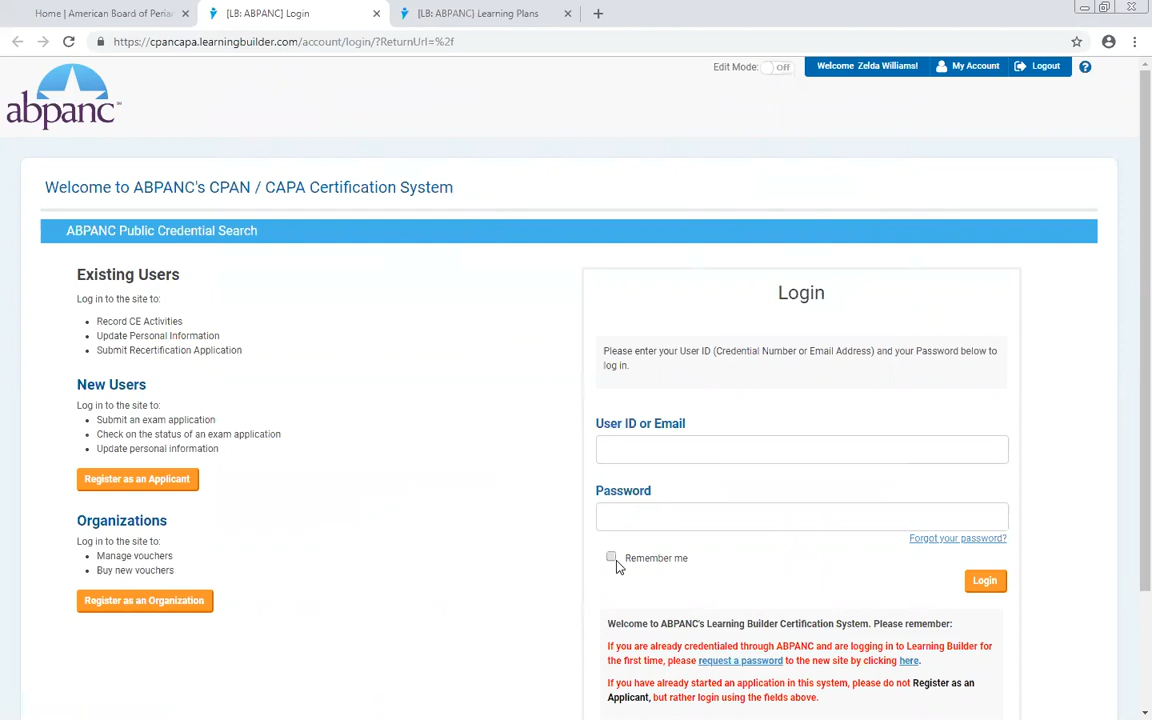 Home | American Board of Perian
[LB: ABPANC] Login
[LB: ABPANC] Learning Plans
https://cpancapa.learningbuilder.com/account/login/?ReturnUrl=%2f
Edit Mode: Off
Welcome Zelda Williams!
My Account
Logout
abpanc
Welcome to ABPANC's CPAN / CAPA Certification System
ABPANC Public Credential Search
Existing Users
Log in to the site to:
• Record CE Activities
• Update Personal Information
• Submit Recertification Application
New Users
Log in to the site to:
• Submit an exam application
• Check on the status of an exam application
• Update personal information
Register as an Applicant
Organizations
Log in to the site to:
• Manage vouchers
• Buy new vouchers
Register as an Organization
Login
Please enter your User ID (Credential Number or Email Address) and your Password below to
log in.
User ID or Email
Password
Forgot your password?
Remember me
Login
Welcome to ABPANC's Learning Builder Certification System. Please remember:
If you are already credentialed through ABPANC and are logging in to Learning Builder for
the first time, please request a password to the new site by clicking here.
If you have already started an application in this system, please do not Register as an
Applicant, but rather login using the fields above.